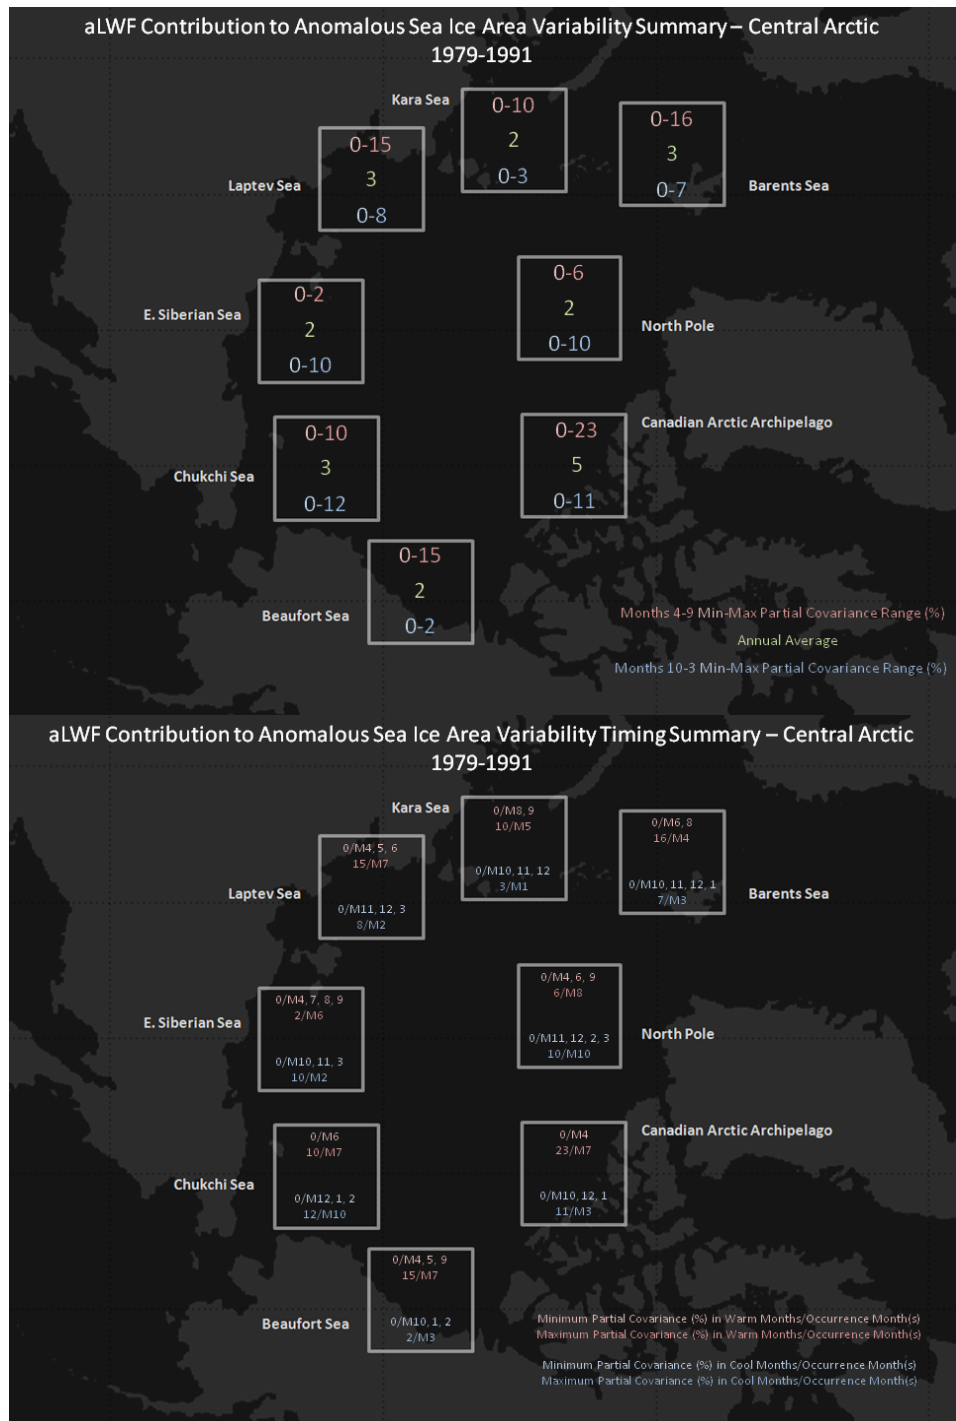 aLWF Contribution to Anomalous Sea Ice Area Variability Summary – Central Arctic
1979-1991
Kara Sea
0-10
2
0-3
0-16
3
0-7
Barents Sea
0-15
3
0-8
Laptev Sea
E. Siberian Sea
0-2
2
0-10
0-6
2
0-10
North Pole
Chukchi Sea
0-10
3
0-12
Canadian Arctic Archipelago
0-23
5
0-11
Beaufort Sea
0-15
2
0-2
Months 4-9 Min-Max Partial Covariance Range (%)
Annual Average
Months 10-3 Min-Max Partial Covariance Range (%)
aLWF Contribution to Anomalous Sea Ice Area Variability Timing Summary – Central Arctic
1979-1991
Kara Sea
0/M8, 9
10/M5
0/M10, 11, 12
3/M1
0/M6, 8
16/M4
0/M10, 11, 12, 1
7/M3
Barents Sea
Laptev Sea
0/M4, 5, 6
15/M7
0/M11, 12, 3
8/M2
E. Siberian Sea
0/M4, 7, 8, 9
2/M6
0/M10, 11, 3
10/M2
0/M4, 6, 9
6/M8
0/M11, 12, 2, 3
10/M10
North Pole
Chukchi Sea
0/M6
10/M7
0/M12, 1, 2
12/M10
Canadian Arctic Archipelago
0/M4
23/M7
0/M10, 12, 1
11/M3
Beaufort Sea
0/M4, 5, 9
15/M7
0/M10, 1, 2
2/M3
Minimum Partial Covariance (%) in Warm Months/Occurrence Month(s)
Maximum Partial Covariance (%) in Warm Months/Occurrence Month(s)
Minimum Partial Covariance (%) in Cool Months/Occurrence Month(s)
Maximum Partial Covariance (%) in Cool Months/Occurrence Month(s)